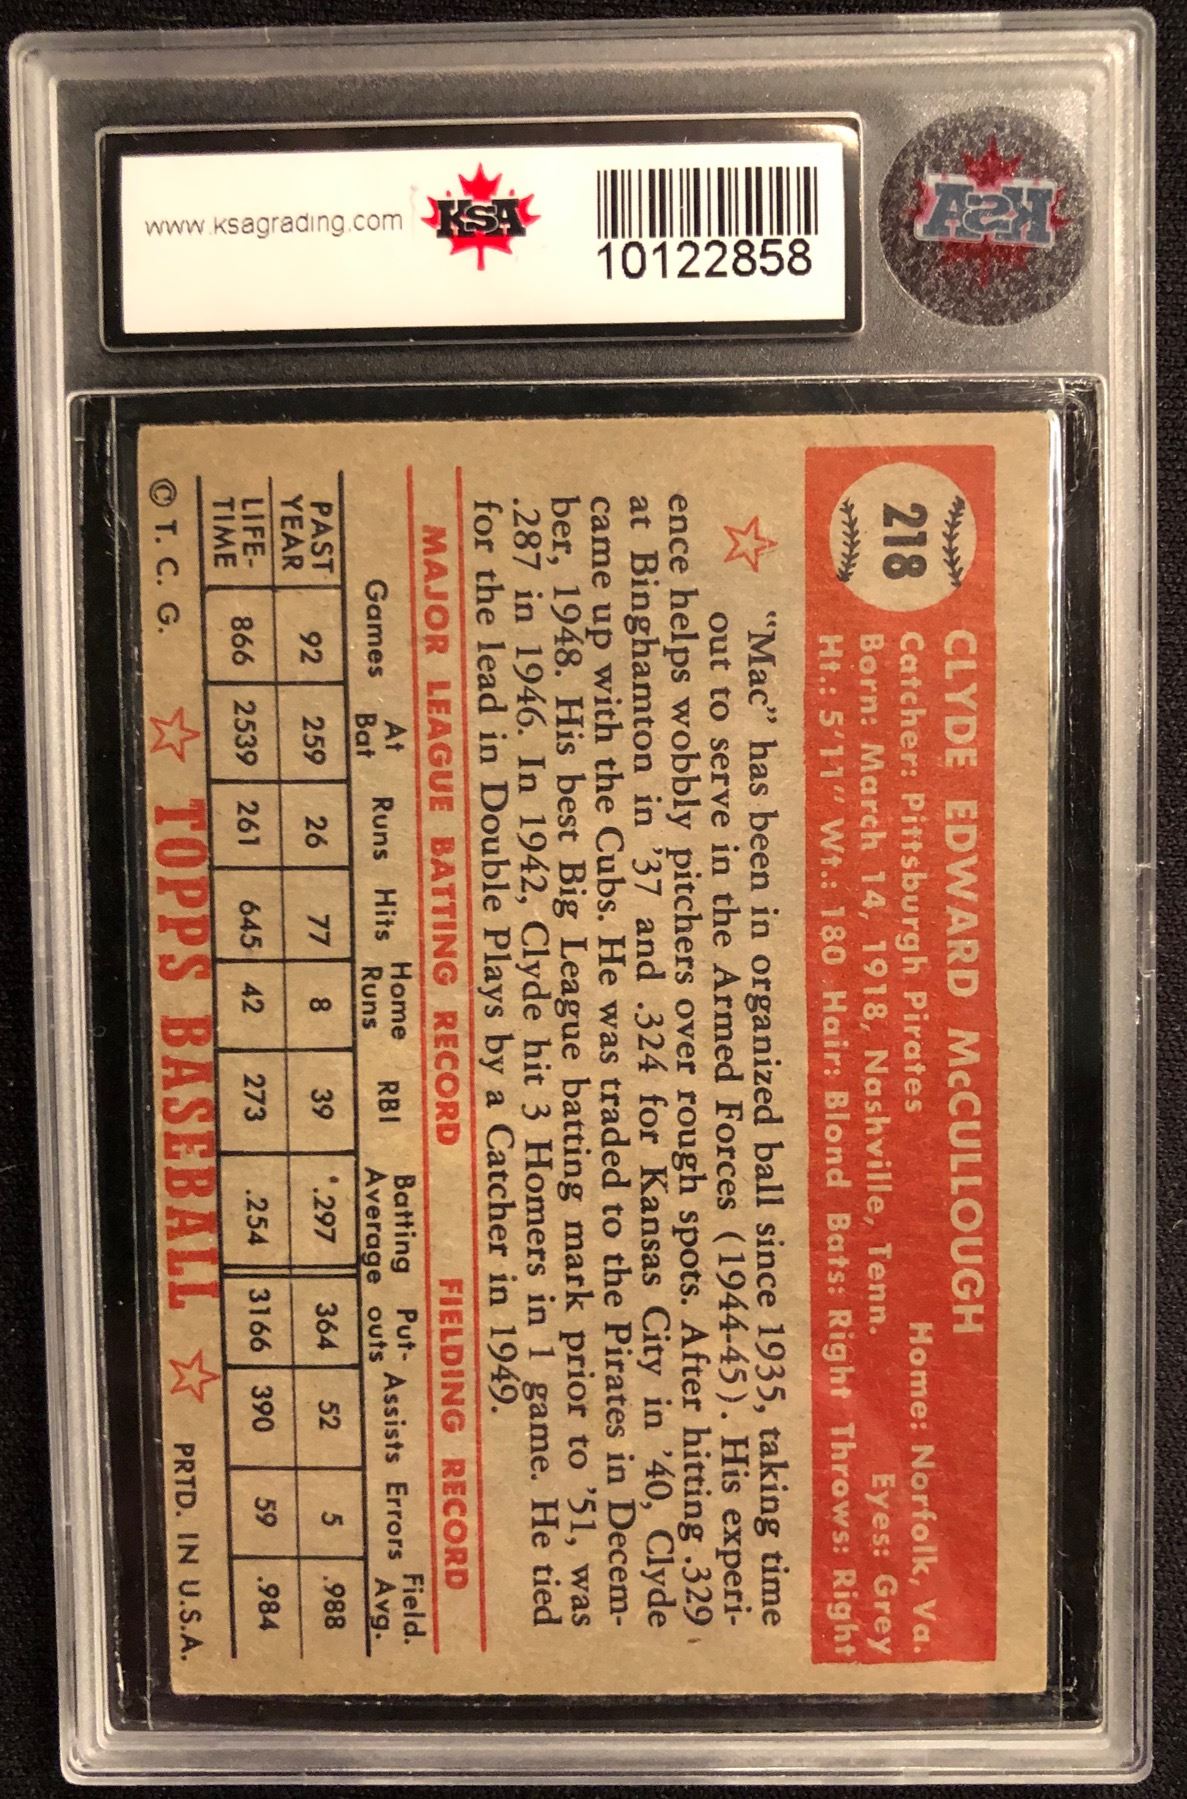 www.ksagrading.com
KSA
10122858
KSA
218
CLYDE EDWARD McCULLOUGH
Catcher: Pittsburgh Pirates Home: Norfolk, Va.
Born: March 14, 1918, Nashville, Tenn. Eyes: Grey
Ht.: 5'11" Wt.: 180 Hair: Blond Bats: Right Throws: Right
"Mac" has been in organized ball since 1935, taking time
out to serve in the Armed Forces (1944-45). His experi-
ence helps wobbly pitchers over rough spots. After hitting .329
at Binghamton in '37 and .324 for Kansas City in '40, Clyde
came up with the Cubs. He was traded to the Pirates in Decem-
ber, 1948. His best Big League batting mark prior to '51, was
.287 in 1946. In 1942, Clyde hit 3 Homers in 1 game. He tied
for the lead in Double Plays by a Catcher in 1949.
MAJOR LEAGUE BATTING RECORD FIELDING RECORD
Games At Bat Runs Hits Home Runs RBI Batting Average Put-outs Assists Errors Field. Avg.
PAST YEAR 92 259 26 77 8 39 .297 364 52 5 .988
LIFE-TIME 866 2539 261 645 42 273 .254 3166 390 59 .984
© T. C. G. TOPPS BASEBALL PRTD. IN U.S.A.